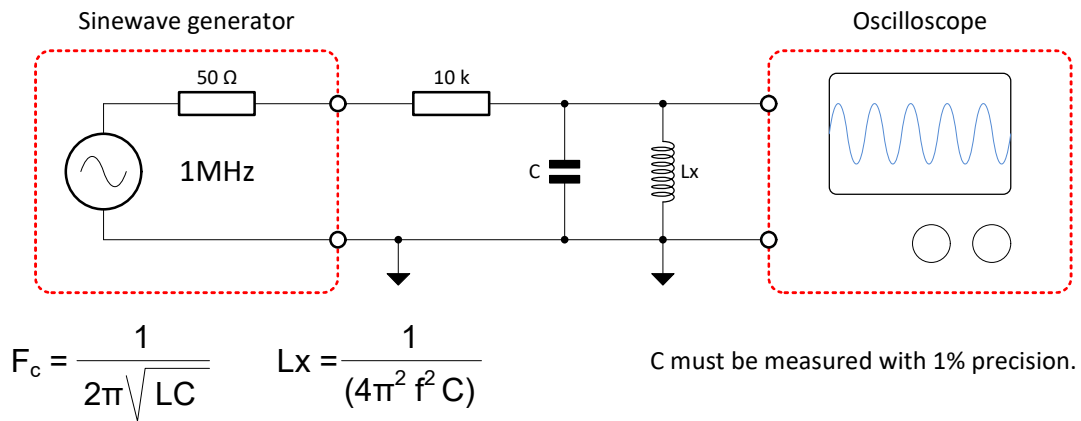 Sinewave generator
Oscilloscope
50 Ω
10 k
1MHz
C
Lx
F_c = 1 / (2π√LC)
Lx = 1 / (4π² f² C)
C must be measured with 1% precision.